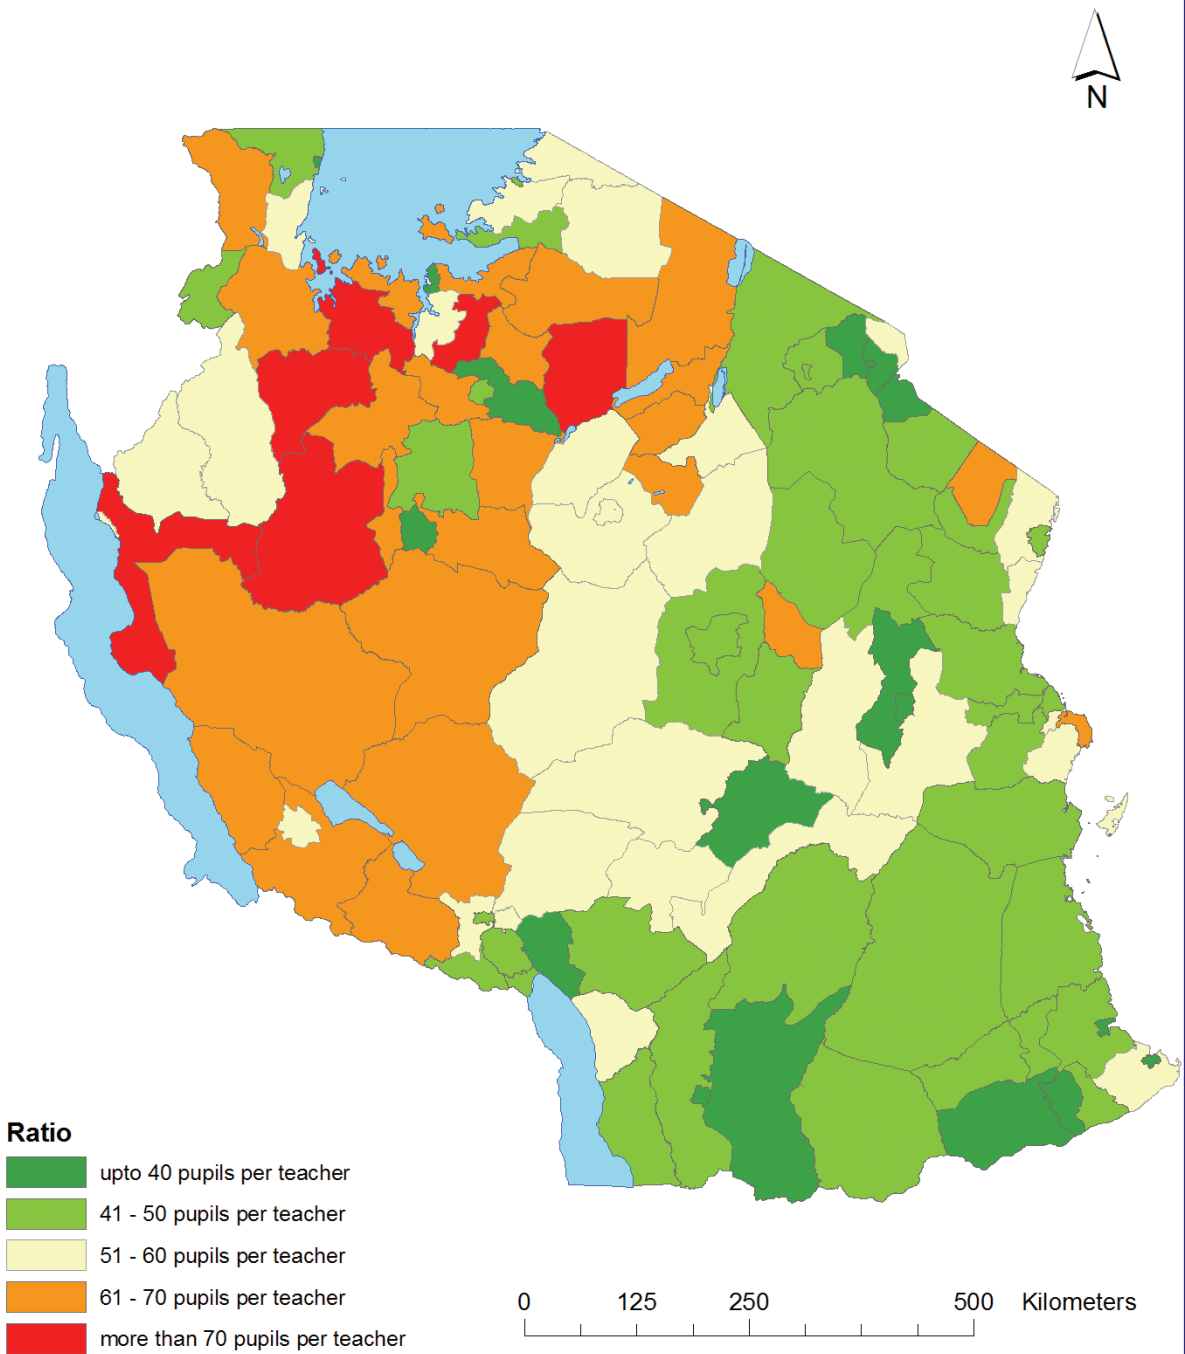 N
Ratio
upto 40 pupils per teacher
41 - 50 pupils per teacher
51 - 60 pupils per teacher
61 - 70 pupils per teacher
more than 70 pupils per teacher
0 125 250 500 Kilometers